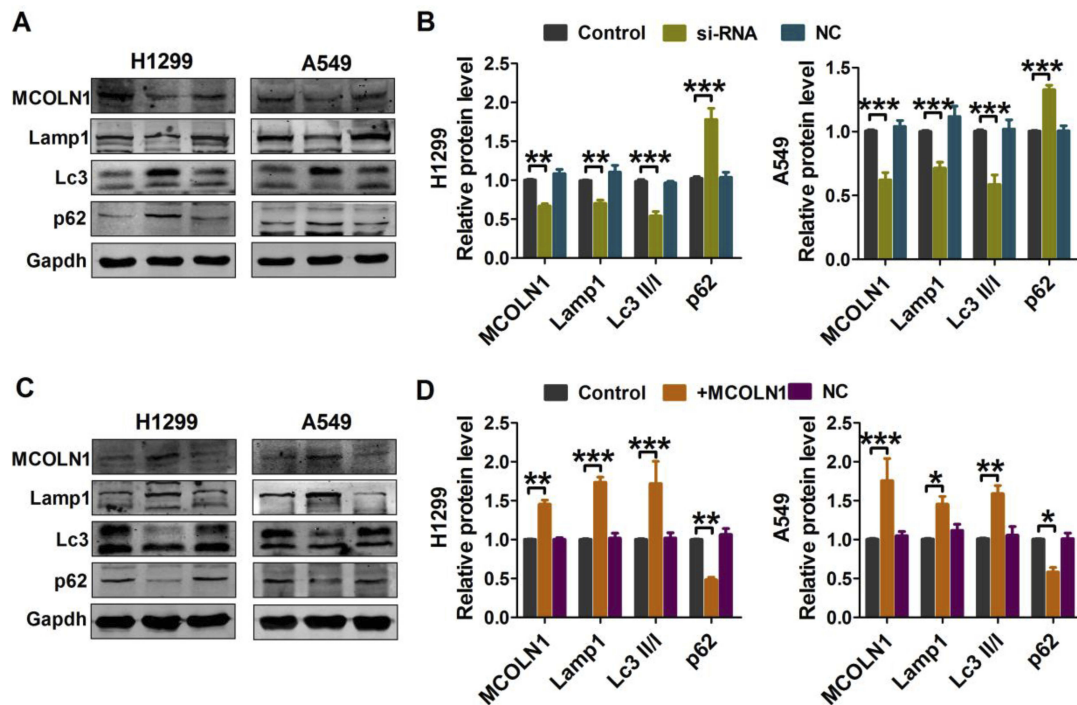 A
H1299 A549
MCOLN1
Lamp1
Lc3
p62
Gapdh
B
Control si-RNA NC
H1299
Relative protein level
2.5
2.0
1.5
1.0
0.5
0.0
** ** *** ***
MCOLN1 Lamp1 Lc3 II/I p62
A549
Relative protein level
1.5
1.0
0.5
0.0
*** *** *** ***
MCOLN1 Lamp1 Lc3 II/I p62
C
H1299 A549
MCOLN1
Lamp1
Lc3
p62
Gapdh
D
Control +MCOLN1 NC
H1299
Relative protein level
2.5
2.0
1.5
1.0
0.5
0.0
** *** *** **
MCOLN1 Lamp1 Lc3 II/I p62
A549
Relative protein level
2.5
2.0
1.5
1.0
0.5
0.0
*** * ** *
MCOLN1 Lamp1 Lc3 II/I p62